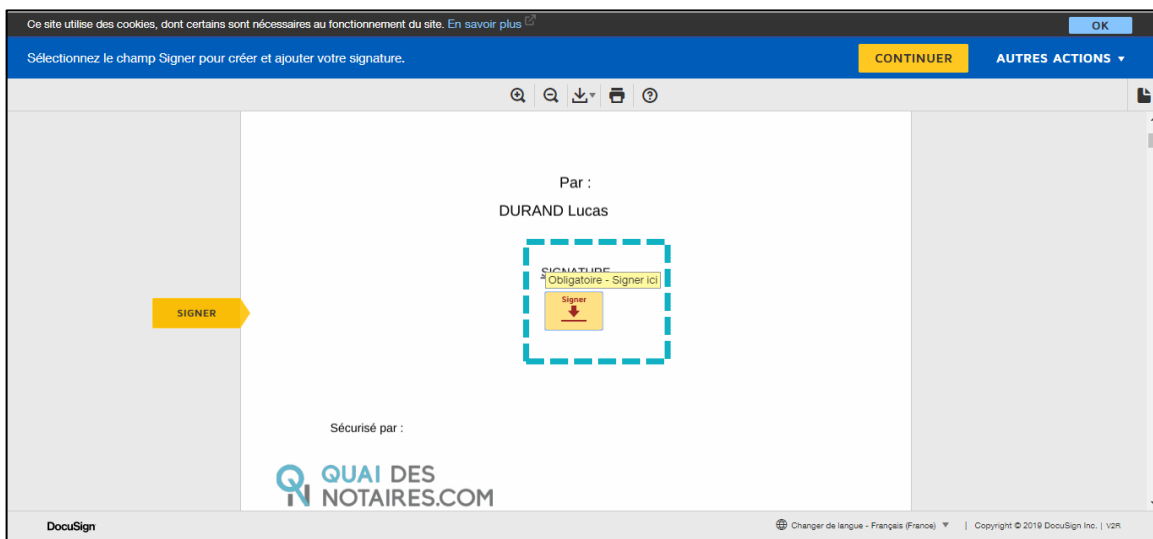 Ce site utilise des cookies, dont certains sont nécessaires au fonctionnement du site. En savoir plus
OK
Sélectionnez le champ Signer pour créer et ajouter votre signature.
CONTINUER
AUTRES ACTIONS
Par :
DURAND Lucas
SIGNATURE
Obligatoire - Signer ici
Signer
SIGNER
Sécurisé par :
QUAI DES
NOTAIRES.COM
DocuSign
Changer de langue - Français (France) | Copyright © 2019 DocuSign Inc. | V2R